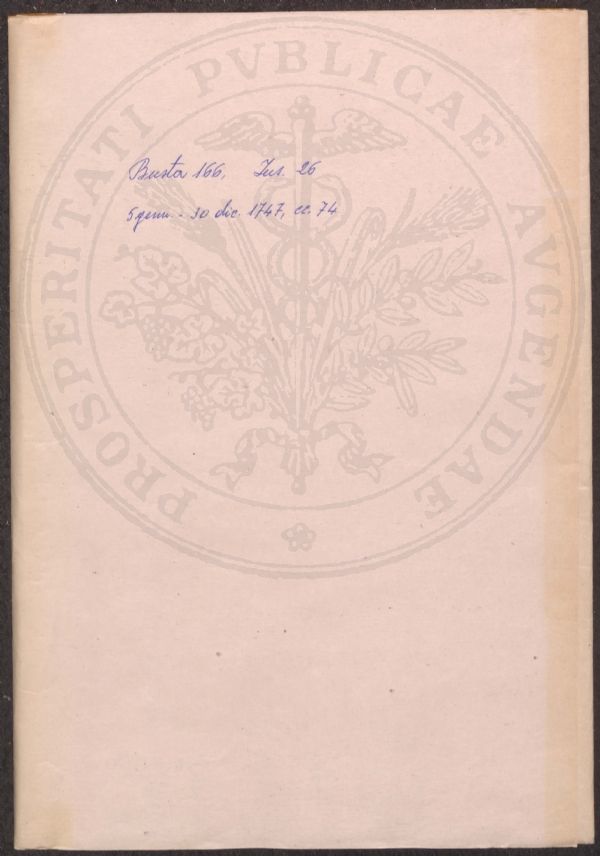 Busta 166, Ins. 26
5 genn. - 30 dic. 1747, cc. 74
PROSPERITATI PVBLICAE AVGENDAE